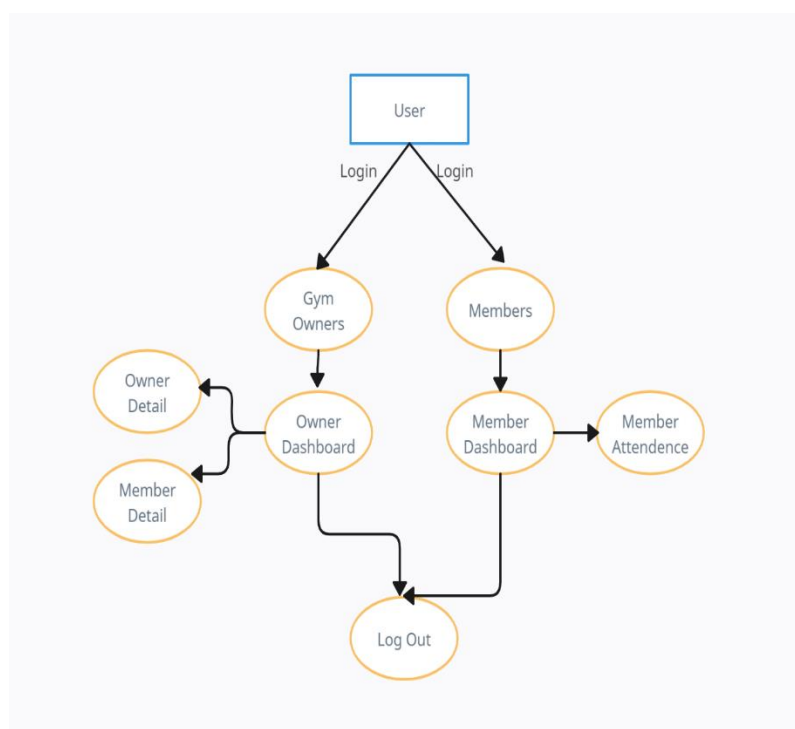 User
Login
Login
Gym
Owners
Members
Owner
Detail
Owner
Dashboard
Member
Dashboard
Member
Attendence
Member
Detail
Log Out